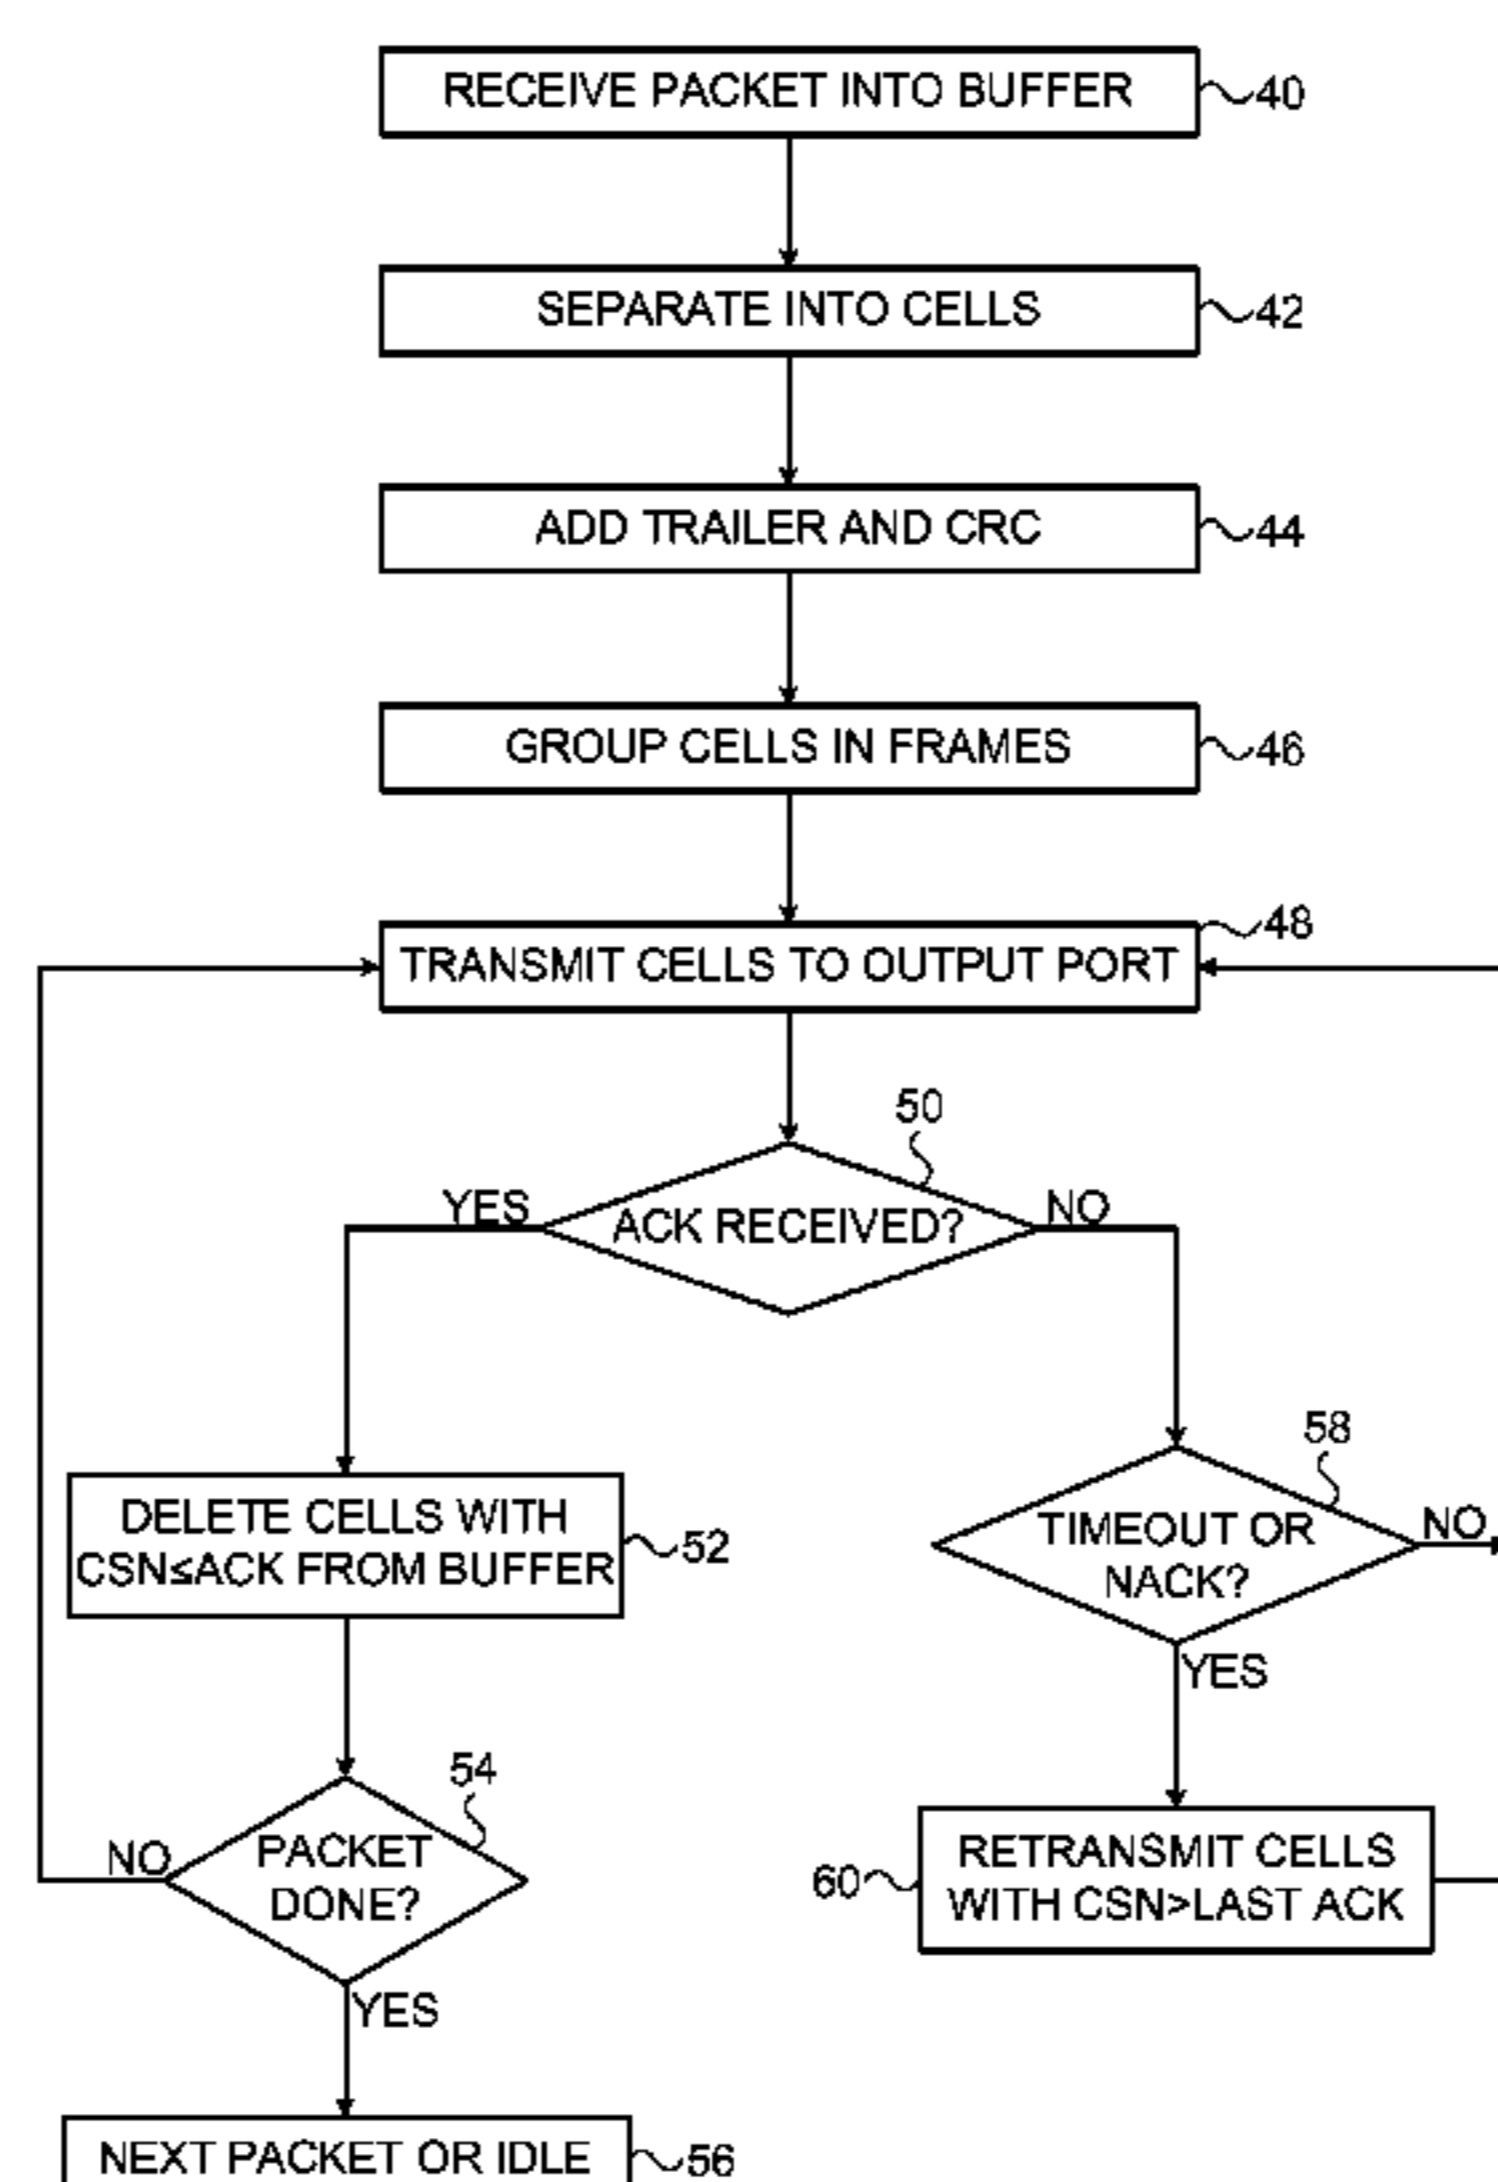 RECEIVE PACKET INTO BUFFER 40
SEPARATE INTO CELLS 42
ADD TRAILER AND CRC 44
GROUP CELLS IN FRAMES 46
TRANSMIT CELLS TO OUTPUT PORT 48
50
YES ACK RECEIVED? NO
DELETE CELLS WITH
CSN≤ACK FROM BUFFER 52
58
TIMEOUT OR
NACK?
NO
YES
54
PACKET
DONE?
NO
YES
60 RETRANSMIT CELLS
WITH CSN>LAST ACK
NEXT PACKET OR IDLE 56